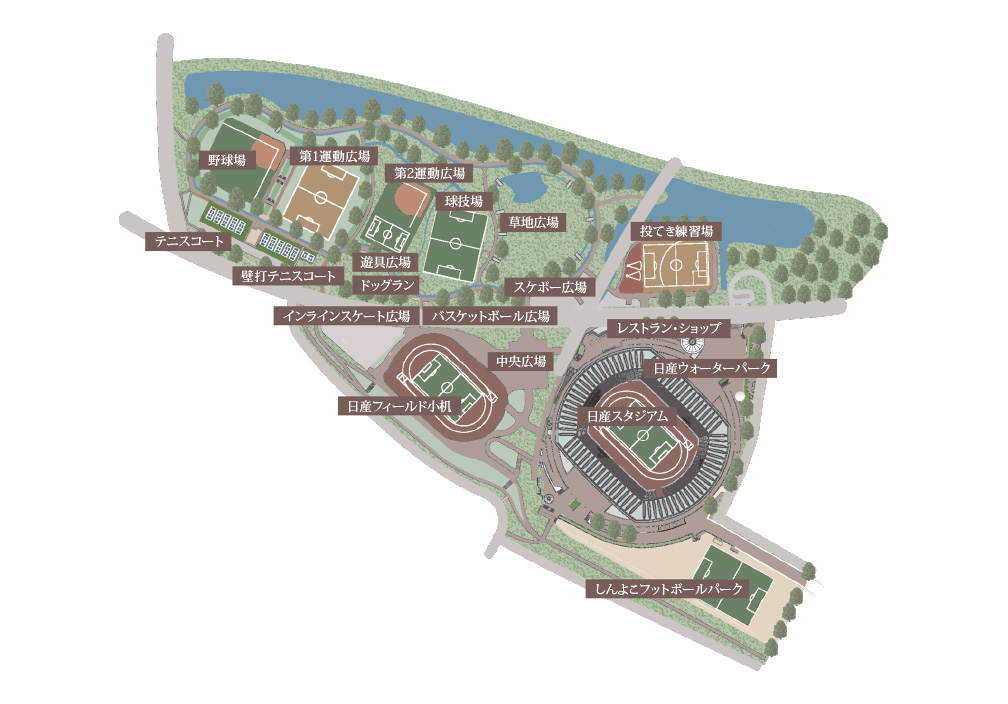 野球場
第1運動広場
第2運動広場
球技場
草地広場
投てき練習場
テニスコート
壁打テニスコート
遊具広場
ドッグラン
スケボー広場
インラインスケート広場
バスケットボール広場
レストラン・ショップ
中央広場
日産ウォーターパーク
日産フィールド小机
日産スタジアム
しんよこフットボールパーク